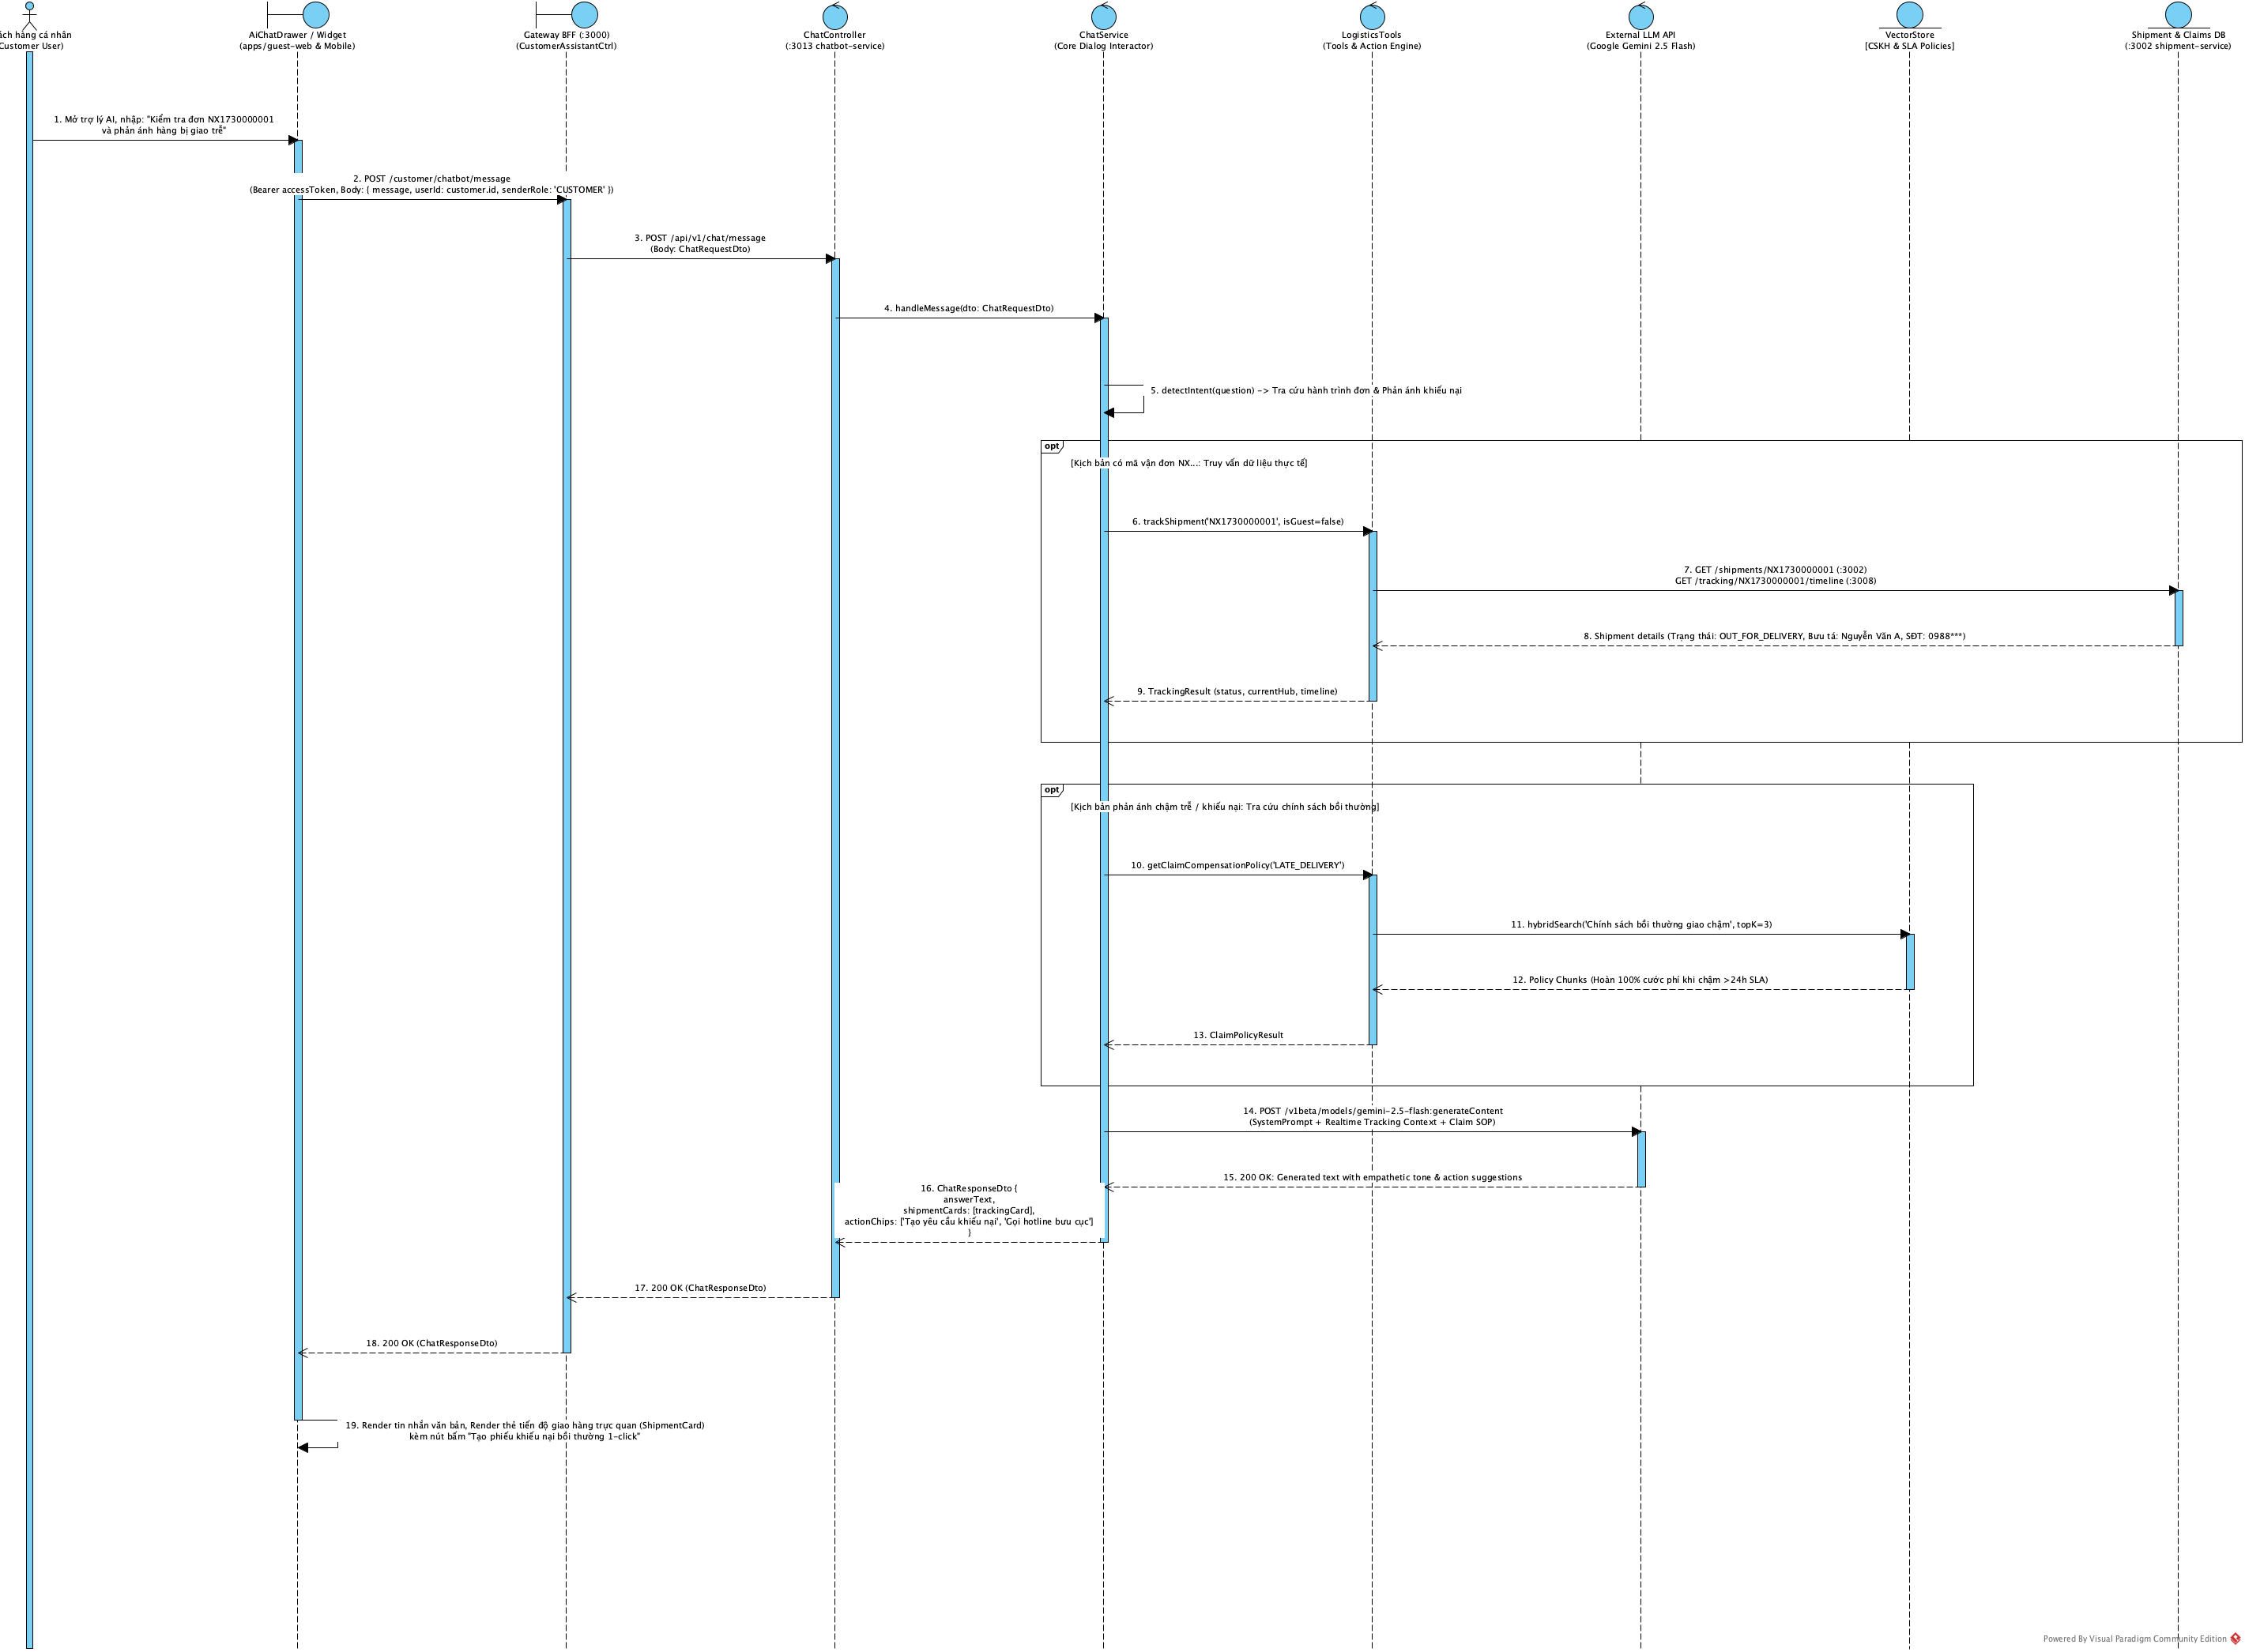 ách hàng cá nhân
Customer User)
AiChatDrawer / Widget
(apps/guest-web & Mobile)
Gateway BFF (:3000)
(CustomerAssistantCtrl)
ChatController
(:3013 chatbot-service)
ChatService
(Core Dialog Interactor)
LogisticsTools
(Tools & Action Engine)
External LLM API
(Google Gemini 2.5 Flash)
VectorStore
[CSKH & SLA Policies]
Shipment & Claims DB
(:3002 shipment-service)
1. Mở trợ lý AI, nhập: "Kiểm tra đơn NX1730000001
và phản ánh hàng bị giao trễ"
2. POST /customer/chatbot/message
(Bearer accessToken, Body: { message, userId: customer.id, senderRole: 'CUSTOMER' })
3. POST /api/v1/chat/message
(Body: ChatRequestDto)
4. handleMessage(dto: ChatRequestDto)
5. detectIntent(question) -> Tra cứu hành trình đơn & Phản ánh khiếu nại
opt
[Kịch bản có mã vận đơn NX...: Truy vấn dữ liệu thực tế]
6. trackShipment('NX1730000001', isGuest=false)
7. GET /shipments/NX1730000001 (:3002)
GET /tracking/NX1730000001/timeline (:3008)
8. Shipment details (Trạng thái: OUT_FOR_DELIVERY, Bưu tá: Nguyễn Văn A, SĐT: 0988***)
9. TrackingResult (status, currentHub, timeline)
opt
[Kịch bản phản ánh chậm trễ / khiếu nại: Tra cứu chính sách bồi thường]
10. getClaimCompensationPolicy('LATE_DELIVERY')
11. hybridSearch('Chính sách bồi thường giao chậm', topK=3)
12. Policy Chunks (Hoàn 100% cước phí khi chậm >24h SLA)
13. ClaimPolicyResult
14. POST /v1beta/models/gemini-2.5-flash:generateContent
(SystemPrompt + Realtime Tracking Context + Claim SOP)
15. 200 OK: Generated text with empathetic tone & action suggestions
16. ChatResponseDto {
answerText,
shipmentCards: [trackingCard],
actionChips: ['Tạo yêu cầu khiếu nại', 'Gọi hotline bưu cục']
}
17. 200 OK (ChatResponseDto)
18. 200 OK (ChatResponseDto)
19. Render tin nhắn văn bản, Render thẻ tiến độ giao hàng trực quan (ShipmentCard)
kèm nút bấm "Tạo phiếu khiếu nại bồi thường 1-click"
Powered By Visual Paradigm Community Edition